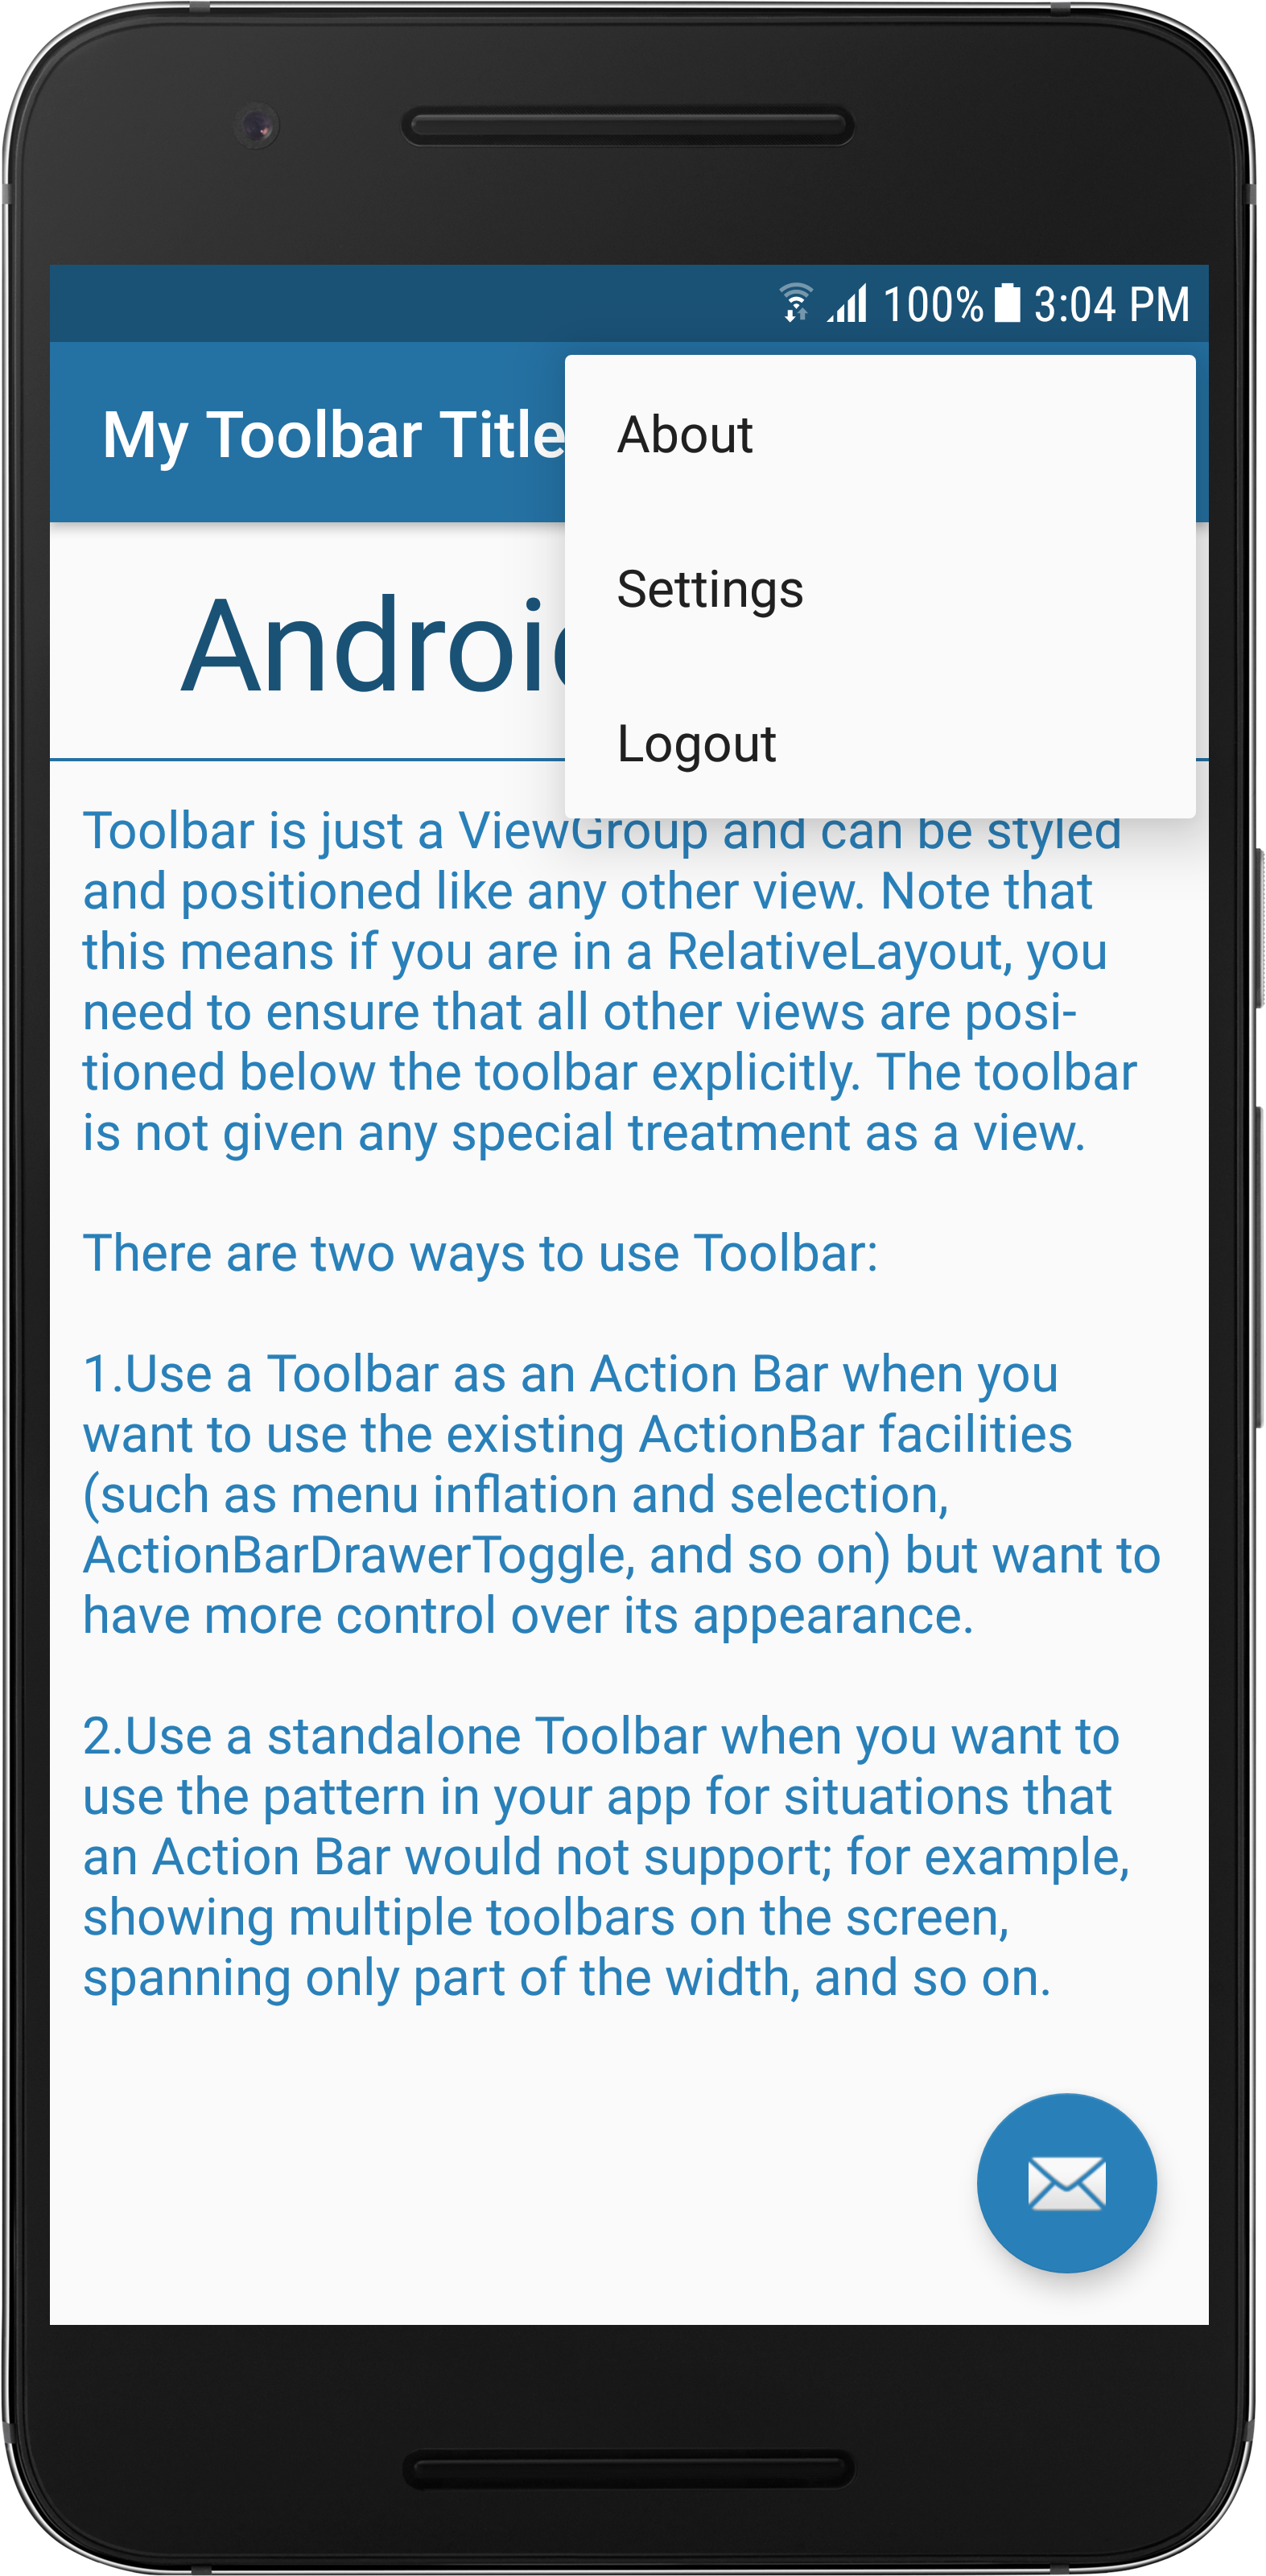 100% 3:04 PM
My Toolbar Title
About
Settings
Logout
Toolbar is just a ViewGroup and can be styled
and positioned like any other view. Note that
this means if you are in a RelativeLayout, you
need to ensure that all other views are posi-
tioned below the toolbar explicitly. The toolbar
is not given any special treatment as a view.
There are two ways to use Toolbar:
1.Use a Toolbar as an Action Bar when you
want to use the existing ActionBar facilities
(such as menu inflation and selection,
ActionBarDrawerToggle, and so on) but want to
have more control over its appearance.
2.Use a standalone Toolbar when you want to
use the pattern in your app for situations that
an Action Bar would not support; for example,
showing multiple toolbars on the screen,
spanning only part of the width, and so on.